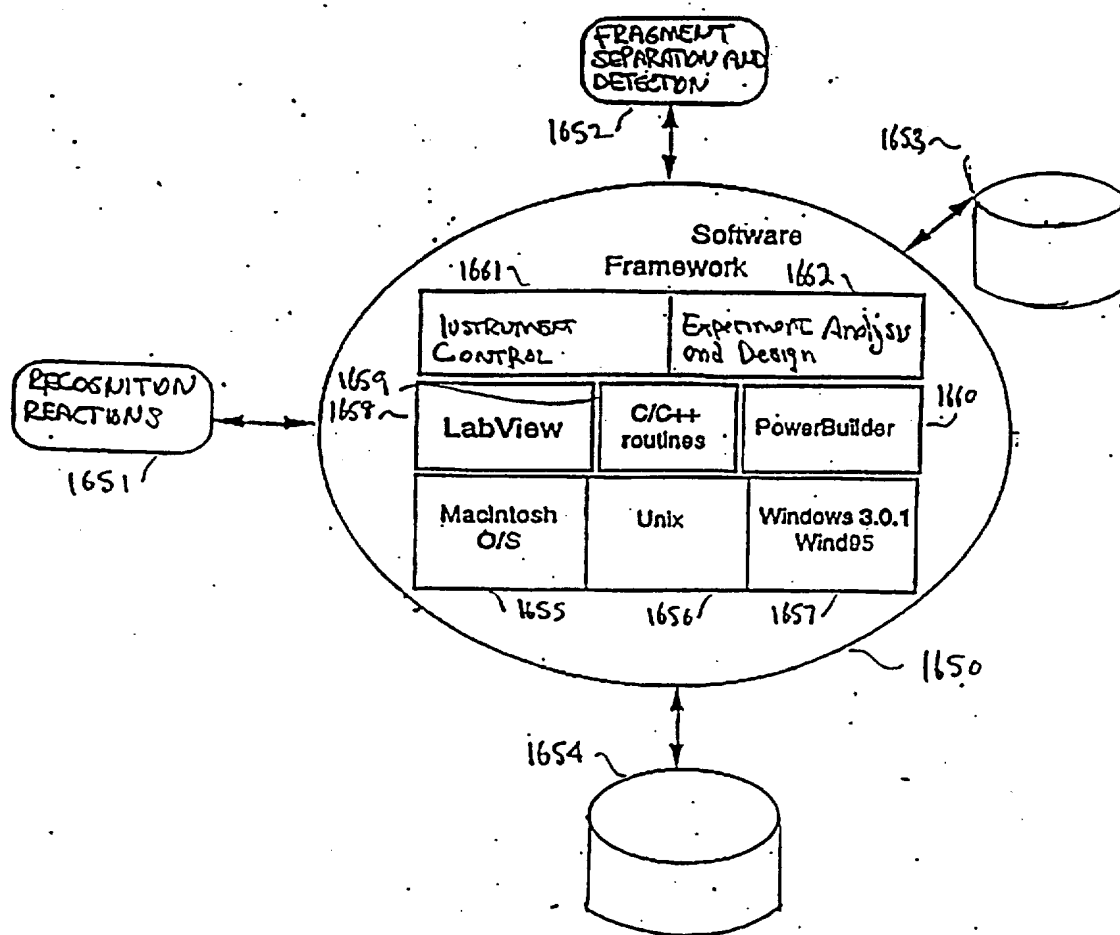 FRAGMENT
SEPARATION AND
DETECTION
1652
1653
Software
Framework
1661
1662
INSTRUMENT
CONTROL
Experiment Analysis
and Design
RECOGNITION
REACTIONS
1651
1659
1658
LabView
C/C++
routines
PowerBuilder
1660
MacIntosh
O/S
Unix
Windows 3.0.1
Wind95
1655
1656
1657
1650
1654